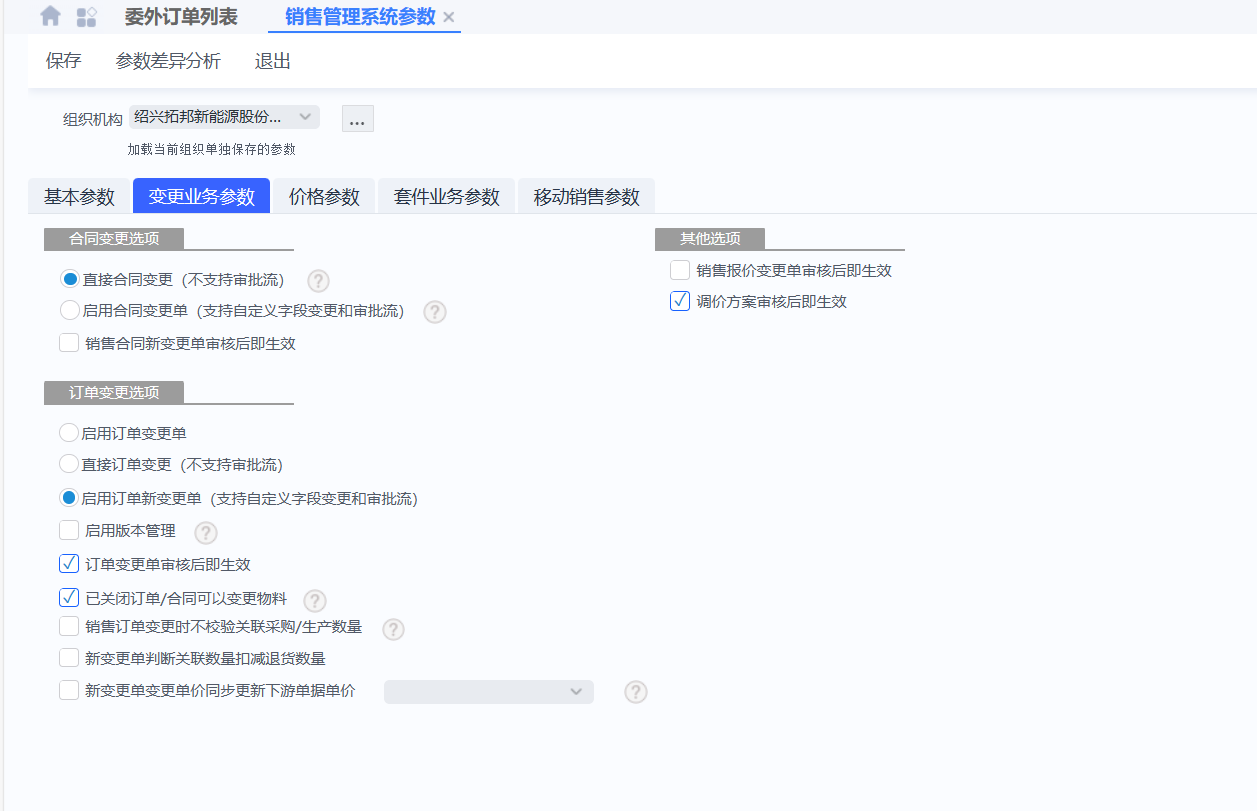 委外订单列表 销售管理系统参数
保存 参数差异分析 退出
组织机构 绍兴拓邦新能源股份... ...
加载当前组织单独保存的参数
基本参数 变更业务参数 价格参数 套件业务参数 移动销售参数
合同变更选项
直接合同变更（不支持审批流） ?
启用合同变更单（支持自定义字段变更和审批流） ?
销售合同新变更单审核后即生效
订单变更选项
启用订单变更单
直接订单变更（不支持审批流）
启用订单新变更单（支持自定义字段变更和审批流）
启用版本管理 ?
订单变更单审核后即生效
已关闭订单/合同可以变更物料 ?
销售订单变更时不校验关联采购/生产数量 ?
新变更单判断关联数量扣减退货数量
新变更单变更单价同步更新下游单据单价 ?
其他选项
销售报价变更单审核后即生效
调价方案审核后即生效